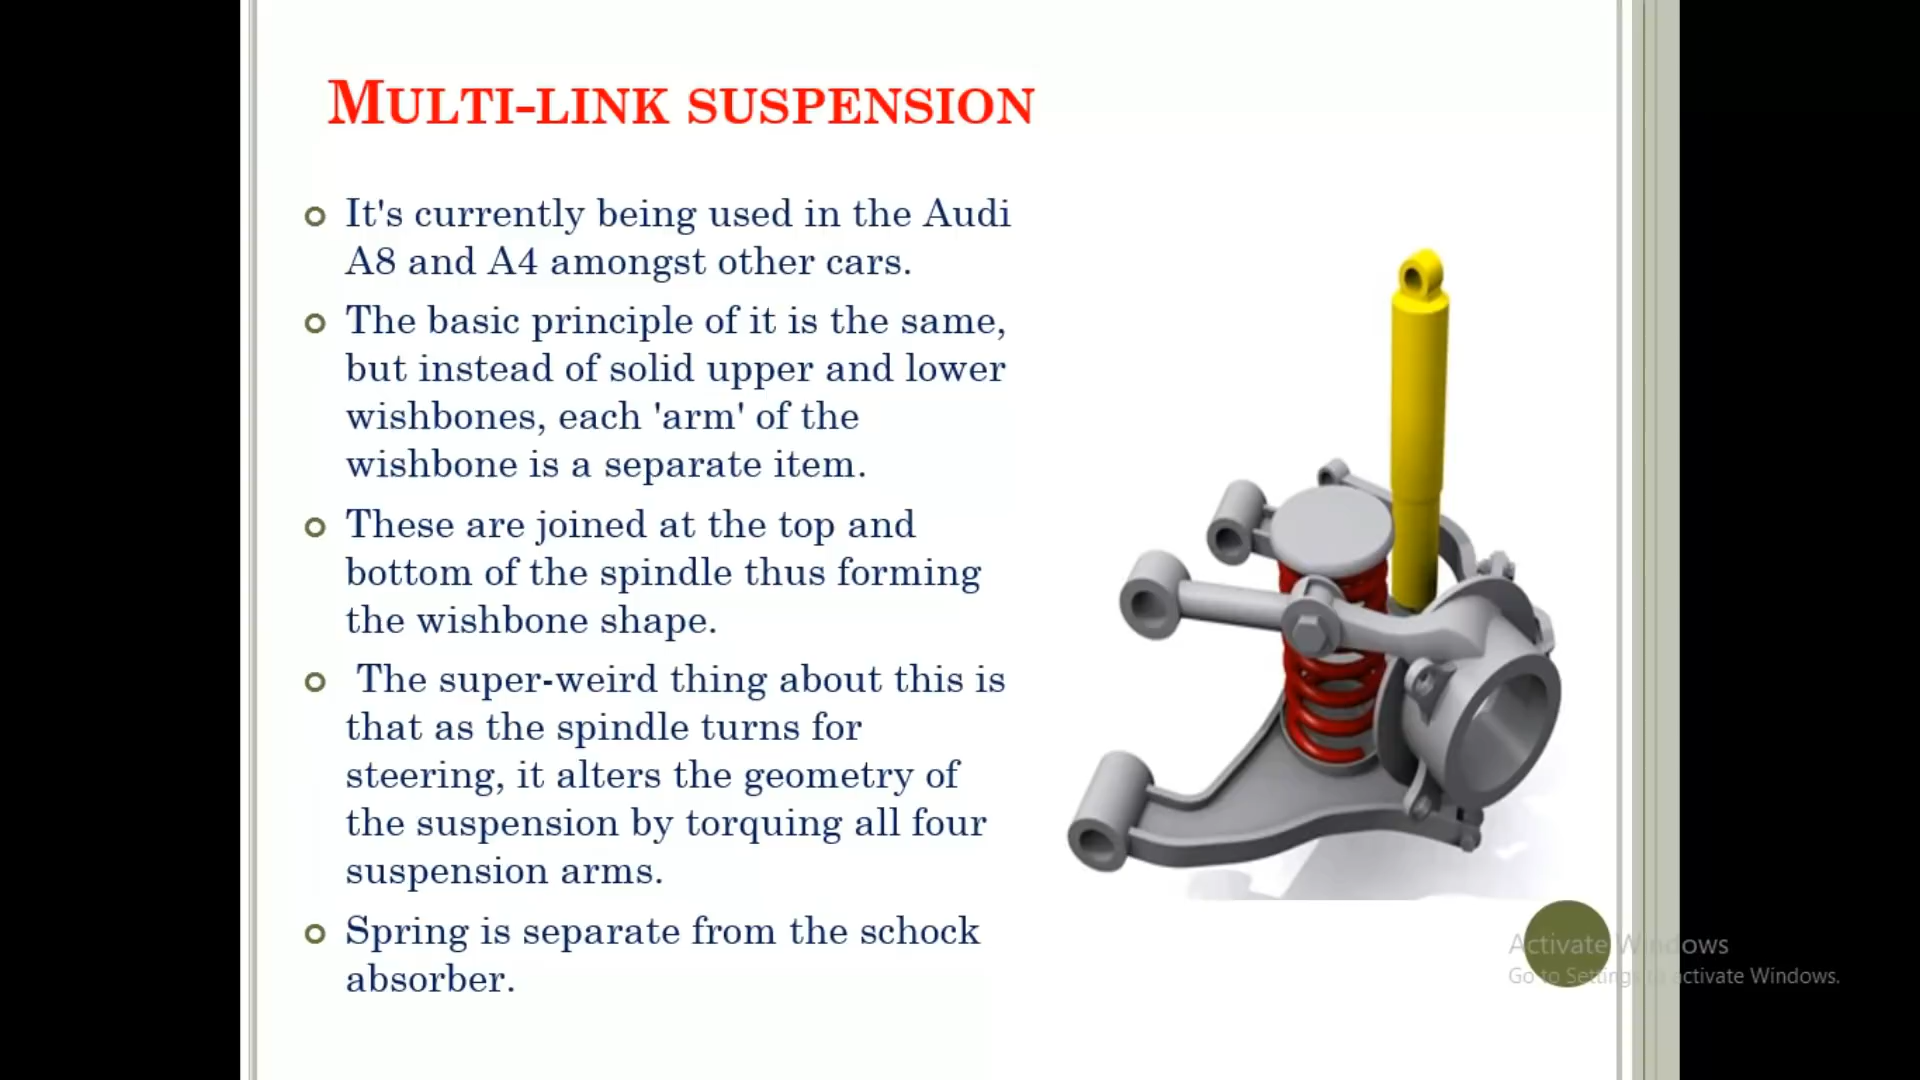 MULTI-LINK SUSPENSION
It's currently being used in the Audi
A8 and A4 amongst other cars.
The basic principle of it is the same,
but instead of solid upper and lower
wishbones, each 'arm' of the
wishbone is a separate item.
These are joined at the top and
bottom of the spindle thus forming
the wishbone shape.
The super-weird thing about this is
that as the spindle turns for
steering, it alters the geometry of
the suspension by torquing all four
suspension arms.
Spring is separate from the schock
absorber.
Activate Windows
Go to Settings to activate Windows.